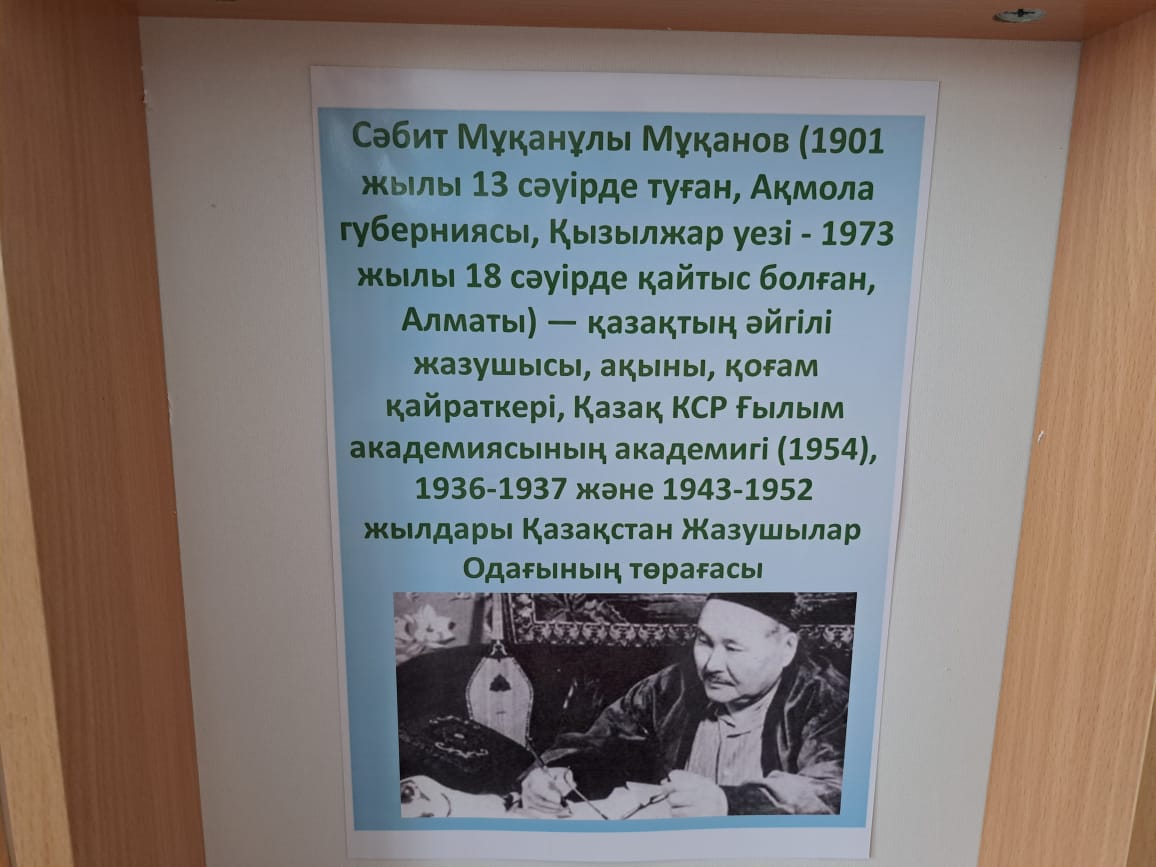 Сәбит Мұқанұлы Мұқанов (1901
жылы 13 сәуірде туған, Ақмола
губерниясы, Қызылжар уезі - 1973
жылы 18 сәуірде қайтыс болған,
Алматы) — қазақтың әйгілі
жазушысы, ақыны, қоғам
қайраткері, Қазақ КСР Ғылым
академиясының академигі (1954),
1936-1937 және 1943-1952
жылдары Қазақстан Жазушылар
Одағының төрағасы